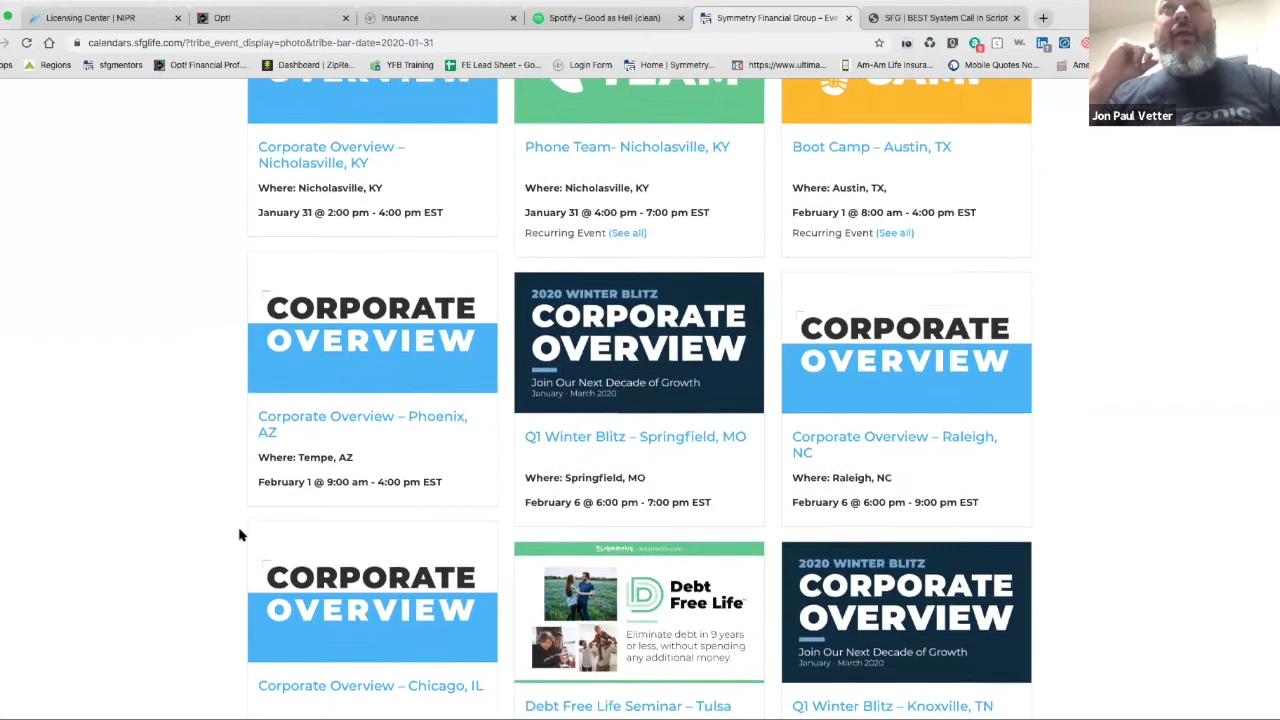 Licensing Center
Opt!
Insurance
Spotify – Good as Hell (clean)
Symmetry Financial Group – Eve
SFG | BEST System Call in Script
calendars.sfglife.com/?tribe_event_display=photo&tribe-bar-date=2020-01-31
ps
Regions
sfgmentors
Opti Financial Perf...
Dashboard | Zipwhip
YFB Training
FE Lead Sheet - Go...
Login Form
Home | Symmetry...
https://www.ultima...
Am-Am Life Insura...
Mobile Quotes No...
Jon Paul Vetter
TEAM
CAMP
Corporate Overview –
Nicholasville, KY
Where: Nicholasville, KY
January 31 @ 2:00 pm - 4:00 pm EST
Phone Team- Nicholasville, KY
Where: Nicholasville, KY
January 31 @ 4:00 pm - 7:00 pm EST
Recurring Event (See all)
Boot Camp – Austin, TX
Where: Austin, TX,
February 1 @ 8:00 am - 4:00 pm EST
Recurring Event (See all)
CORPORATE
OVERVIEW
Corporate Overview – Phoenix,
AZ
Where: Tempe, AZ
February 1 @ 9:00 am - 4:00 pm EST
2020 WINTER BLITZ
CORPORATE
OVERVIEW
Join Our Next Decade of Growth
January - March 2020
Q1 Winter Blitz – Springfield, MO
Where: Springfield, MO
February 6 @ 6:00 pm - 7:00 pm EST
CORPORATE
OVERVIEW
Corporate Overview – Raleigh,
NC
Where: Raleigh, NC
February 6 @ 6:00 pm - 9:00 pm EST
CORPORATE
OVERVIEW
Corporate Overview – Chicago, IL
symmetry debtfreelife.com
Debt
Free Life
Eliminate debt in 9 years
or less, without spending
any additional money.
Debt Free Life Seminar – Tulsa
2020 WINTER BLITZ
CORPORATE
OVERVIEW
Join Our Next Decade of Growth
January - March 2020
Q1 Winter Blitz – Knoxville, TN